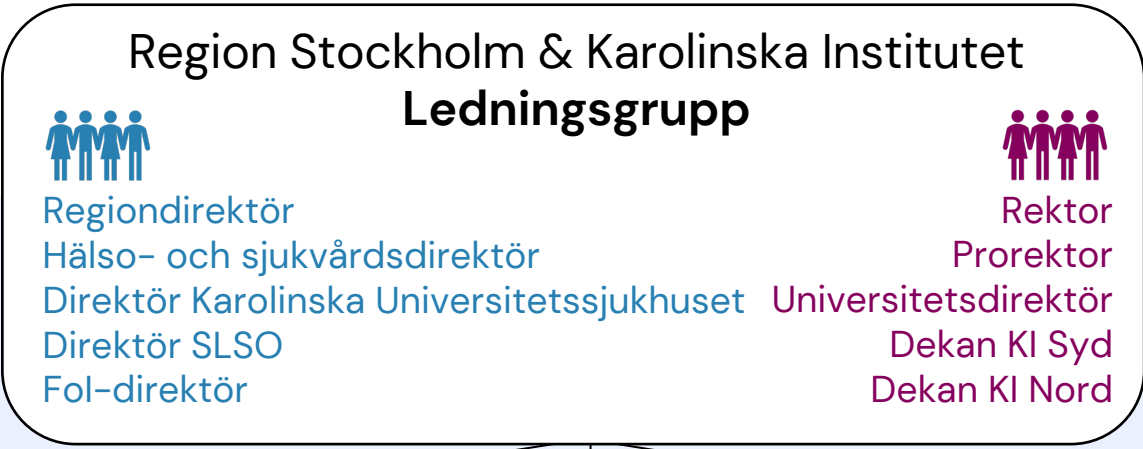 Region Stockholm & Karolinska Institutet
Ledningsgrupp
Regiondirektör
Hälso- och sjukvårdsdirektör
Direktör Karolinska Universitetssjukhuset
Direktör SLSO
FoI-direktör
Rektor
Prorektor
Universitetsdirektör
Dekan KI Syd
Dekan KI Nord